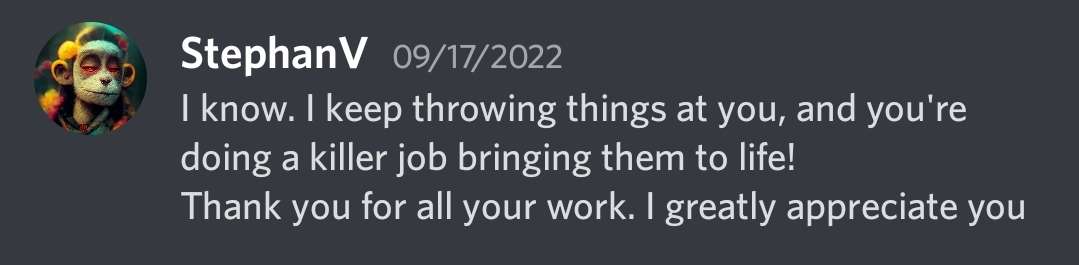 StephanV 09/17/2022
I know. I keep throwing things at you, and you're
doing a killer job bringing them to life!
Thank you for all your work. I greatly appreciate you